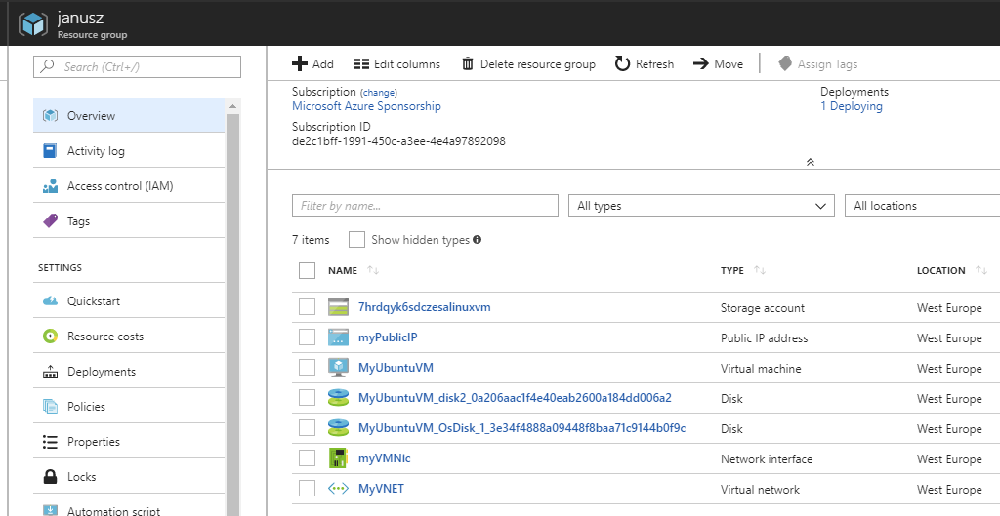 janusz
Resource group
Search (Ctrl+/)
Overview
Activity log
Access control (IAM)
Tags
SETTINGS
Quickstart
Resource costs
Deployments
Policies
Properties
Locks
Automation script
Add
Edit columns
Delete resource group
Refresh
Move
Assign Tags
Subscription (change)
Microsoft Azure Sponsorship
Subscription ID
de2c1bff-1991-450c-a3ee-4e4a97892098
Deployments
1 Deploying
Filter by name...
All types
All locations
7 items
Show hidden types
NAME TYPE LOCATION
7hrdqyk6sdczesalinuxvm Storage account West Europe
myPublicIP Public IP address West Europe
MyUbuntuVM Virtual machine West Europe
MyUbuntuVM_disk2_0a206aac1f4e40eab2600a184dd006a2 Disk West Europe
MyUbuntuVM_OsDisk_1_3e34f4888a09448f8baa71c9144b0f9c Disk West Europe
myVMNic Network interface West Europe
MyVNET Virtual network West Europe